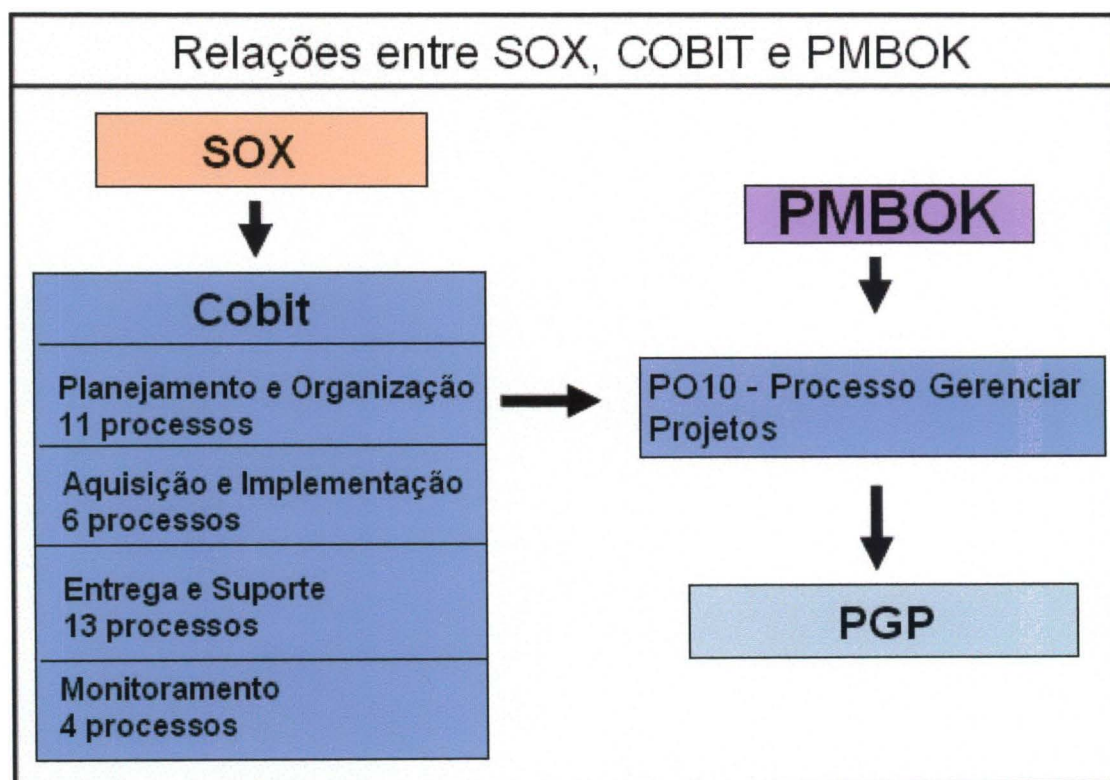 Relações entre SOX, COBIT e PMBOK
SOX
Cobit
Planejamento e Organização
11 processos
Aquisição e Implementação
6 processos
Entrega e Suporte
13 processos
Monitoramento
4 processos
PMBOK
PO10 - Processo Gerenciar
Projetos
PGP